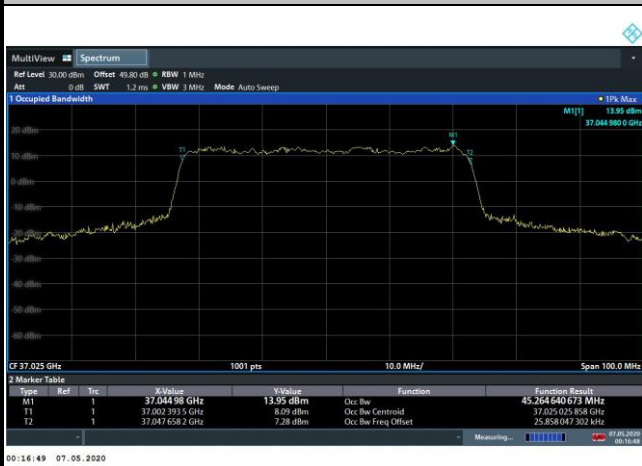 MultiView Spectrum
Ref Level 30.00 dBm Offset 49.80 dB RBW 1 MHz
Att 0 dB SWT 1.2 ms VBW 3 MHz Mode Auto Sweep
1 Occupied Bandwidth 1Pk Max
M1[1] 13.95 dBm
37.044 980 0 GHz
20 dBm
M1
T1 T2
10 dBm
0 dBm
-10 dBm
-20 dBm
-30 dBm
-40 dBm
-50 dBm
-60 dBm
CF 37.025 GHz 1001 pts 10.0 MHz/ Span 100.0 MHz
2 Marker Table
Type Ref Trc X-Value Y-Value Function Function Result
M1 1 37.044 98 GHz 13.95 dBm Occ Bw 45.264 640 673 MHz
T1 1 37.002 393 5 GHz 8.09 dBm Occ Bw Centroid 37.025 025 858 GHz
T2 1 37.047 658 2 GHz 7.28 dBm Occ Bw Freq Offset 25.858 047 302 kHz
Measuring... 07.05.2020
00:16:48
00:16:49 07.05.2020